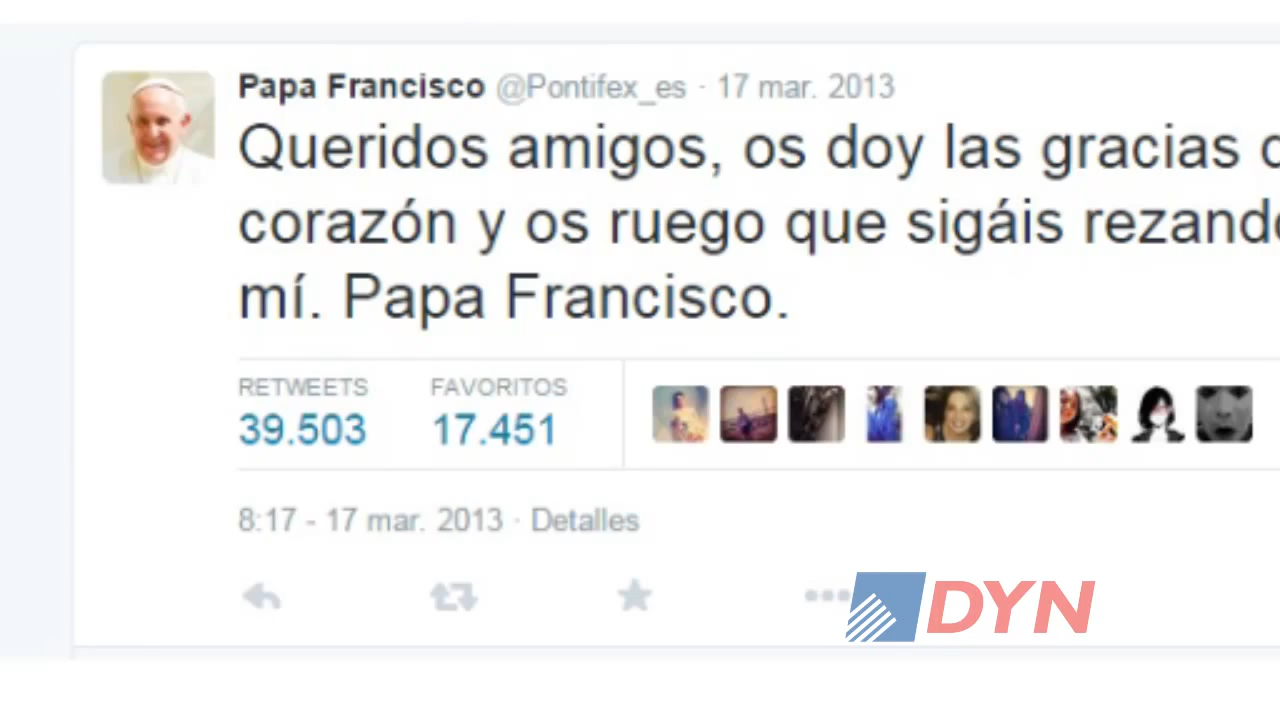 Papa Francisco @Pontifex_es · 17 mar. 2013
Queridos amigos, os doy las gracias
corazón y os ruego que sigáis rezando
mí. Papa Francisco.
RETWEETS FAVORITOS
39.503 17.451
8:17 - 17 mar. 2013 · Detalles
DYN